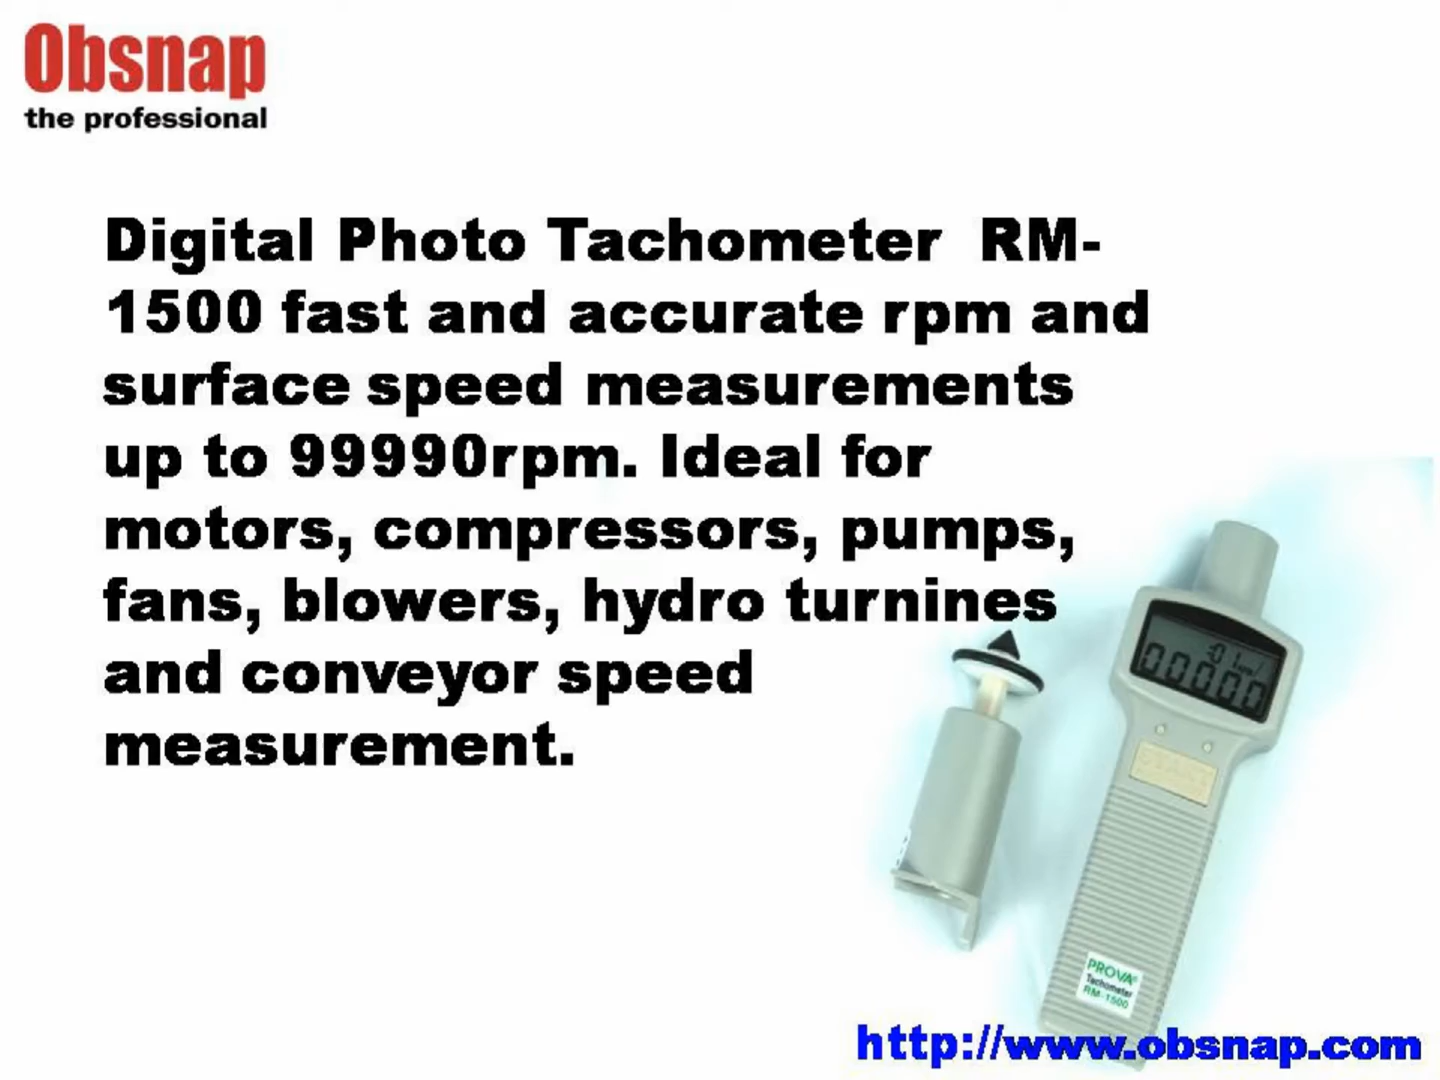 Obsnap
the professional
Digital Photo Tachometer RM-
1500 fast and accurate rpm and
surface speed measurements
up to 99990rpm. Ideal for
motors, compressors, pumps,
fans, blowers, hydro turnines
and conveyor speed
measurement.
00000
START
PROVA®
Tachometer
RM-1500
http://www.obsnap.com